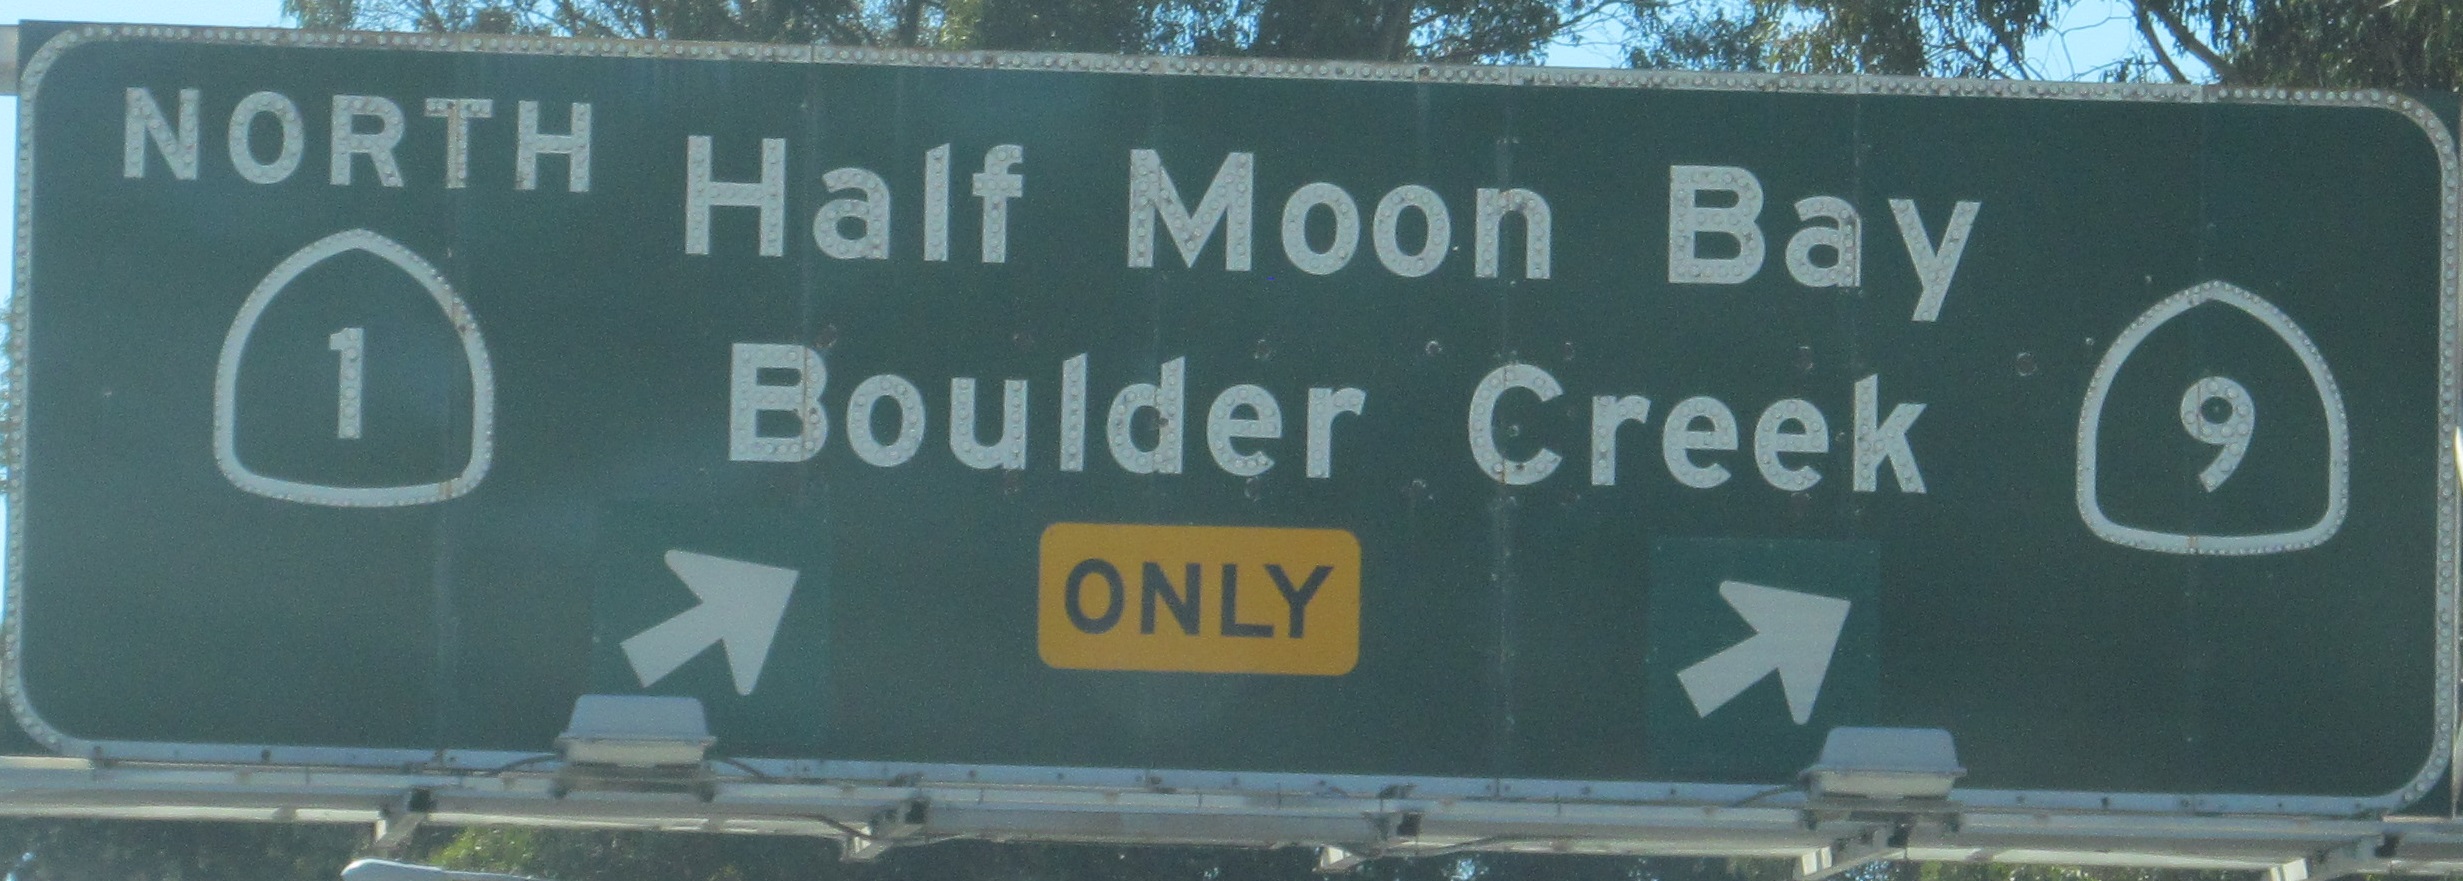 NORTH
1
Half Moon Bay
Boulder Creek
9
ONLY